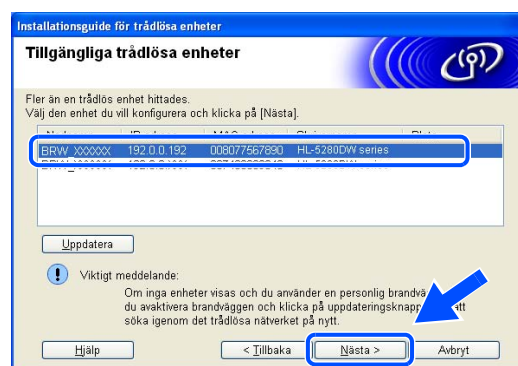 Installationsguide för trådlösa enheter
Tillgängliga trådlösa enheter
Fler än en trådlös enhet hittades.
Välj den enhet du vill konfigurera och klicka på [Nästa].
BRW_XXXXXX 192.0.0.192 008077567890 HL-5280DW series
Uppdatera
Viktigt meddelande:
Om inga enheter visas och du använder en personlig
du avaktivera brandväggen och klicka på
söka igenom det trådlösa nätverket på nytt.
Hjälp
< Tillbaka
Nästa >
Avbryt